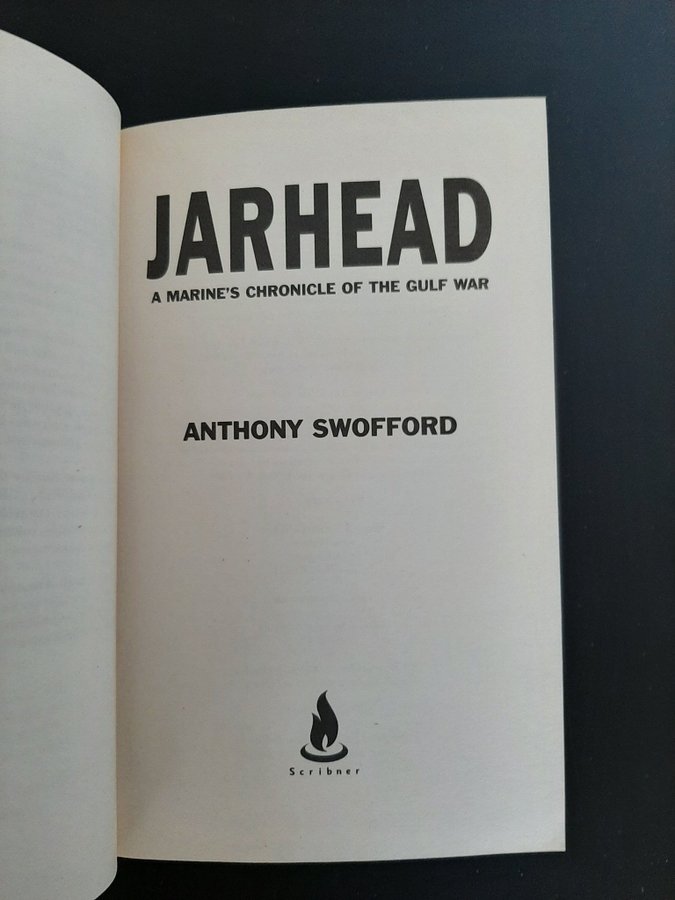 JARHEAD
A MARINE'S CHRONICLE OF THE GULF WAR
ANTHONY SWOFFORD
Scribner